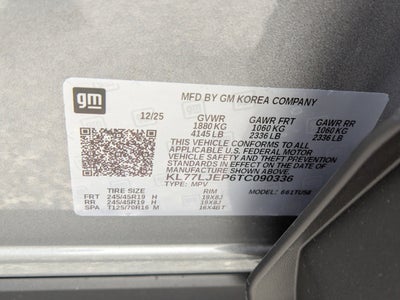 gm
MFD BY GM KOREA COMPANY
12/25 GVWR GAWR FRT GAWR RR
1880 KG 1060 KG 1060 KG
4145 LB 2336 LB 2336 LB
THIS VEHICLE CONFORMS TO ALL
APPLICABLE U.S. FEDERAL MOTOR
VEHICLE SAFETY AND THEFT PREVENTION
STANDARDS IN EFFECT ON THE DATE OF
MANUFACTURE SHOWN ABOVE.
KL77LJEP6TC090336
TYPE: MPV MODEL: 661TU58
TIRE SIZE RIM
FRT 245/45R19 H 19X8J
RR 245/45R19 H 19X8J
SPA T125/70R16 M 16X4BT